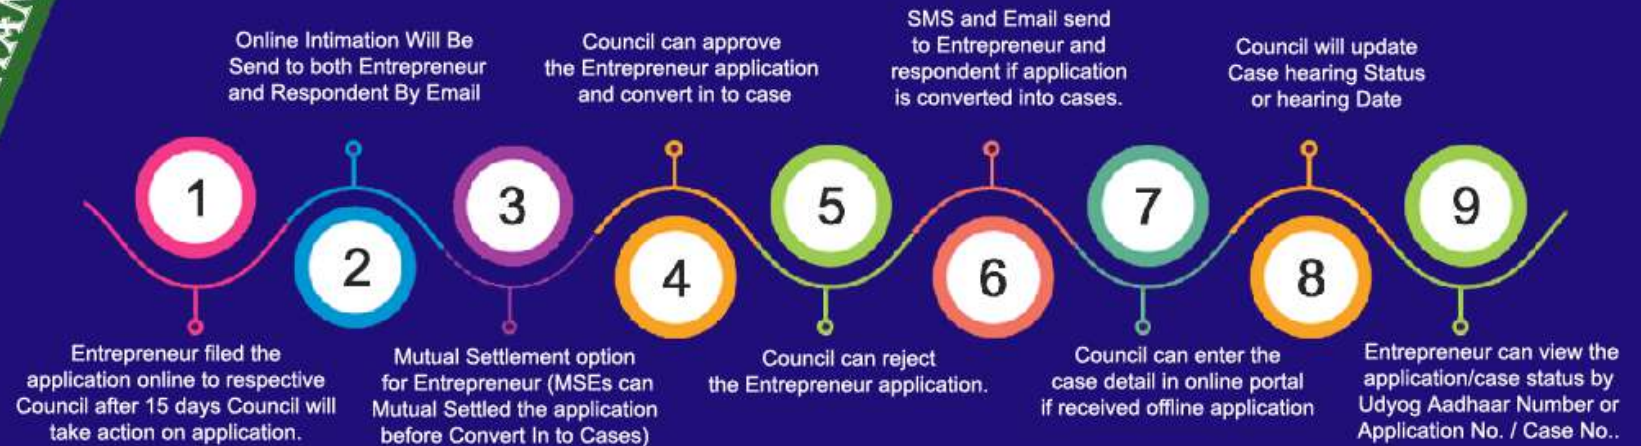 1
Entrepreneur filed the
application online to respective
Council after 15 days Council will
take action on application.
Online Intimation Will Be
Send to both Entrepreneur
and Respondent By Email
2
3
Mutual Settlement option
for Entrepreneur (MSEs can
Mutual Settled the application
before Convert In to Cases)
Council can approve
the Entrepreneur application
and convert in to case
4
5
Council can reject
the Entrepreneur application.
SMS and Email send
to Entrepreneur and
respondent if application
is converted into cases.
6
7
Council can enter the
case detail in online portal
if received offline application
Council will update
Case hearing Status
or hearing Date
8
9
Entrepreneur can view the
application/case status by
Udyog Aadhaar Number or
Application No. / Case No..